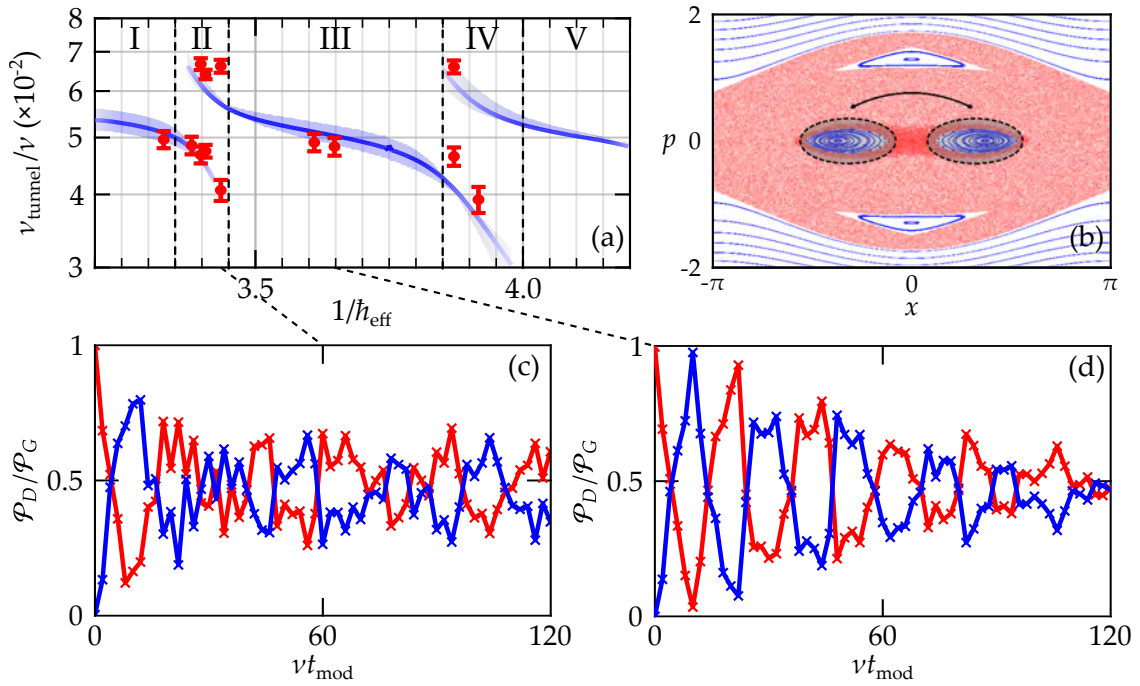 8
7
6
5
4
3
ν_tunnel/ν (×10⁻²)
I II III IV V
(a)
3.5 4.0
1/ℏ_eff
2
0
-2
p
(b)
-π 0 π
x
1
0.5
0
𝒫_D/𝒫_G
(c)
0 60 120
νt_mod
1
0.5
0
𝒫_D/𝒫_G
(d)
0 60 120
νt_mod